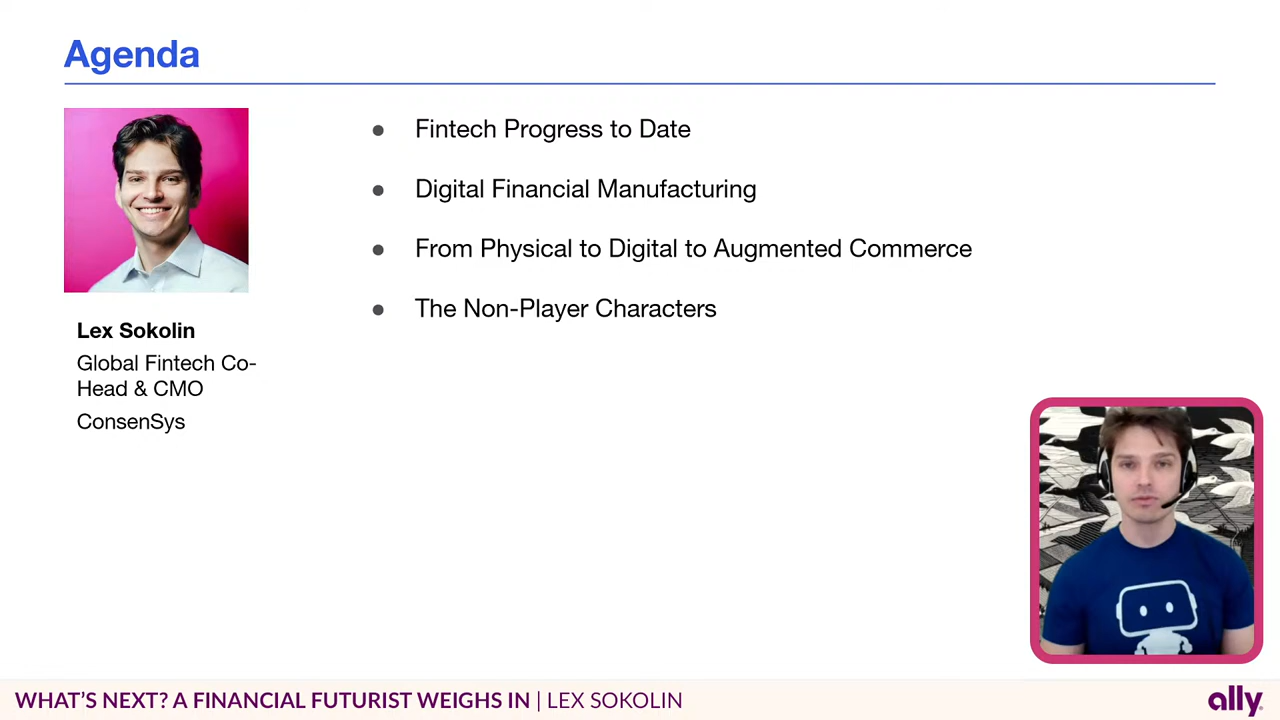 Agenda
Lex Sokolin
Global Fintech Co-
Head & CMO
ConsenSys
● Fintech Progress to Date
● Digital Financial Manufacturing
● From Physical to Digital to Augmented Commerce
● The Non-Player Characters
WHAT'S NEXT? A FINANCIAL FUTURIST WEIGHS IN | LEX SOKOLIN
ally